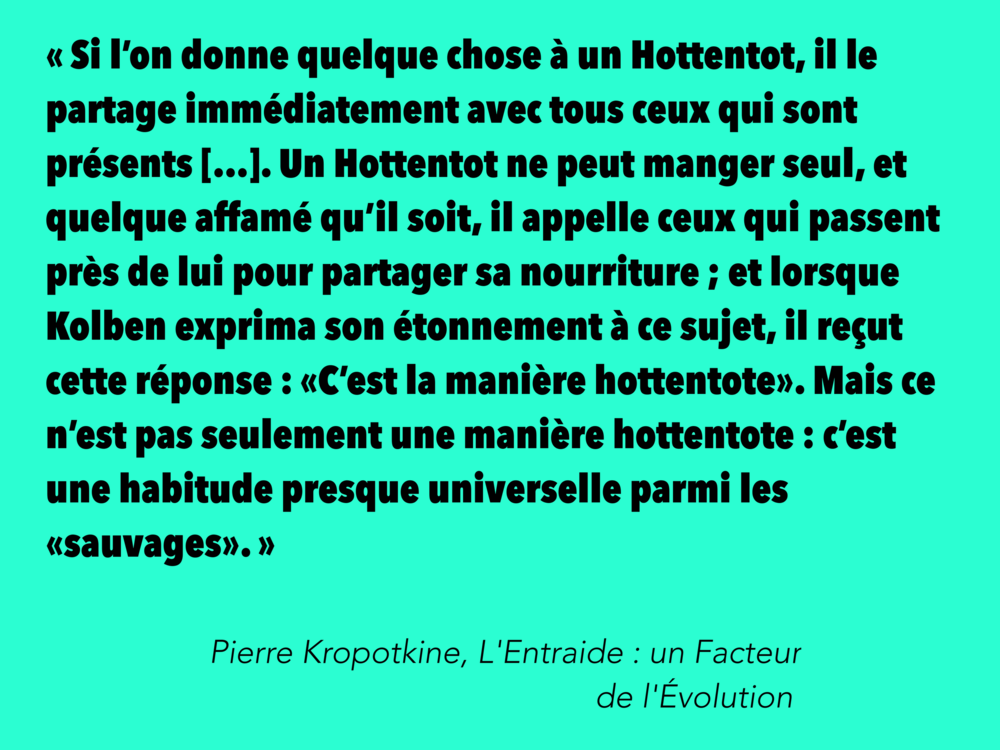 « Si l’on donne quelque chose à un Hottentot, il le
partage immédiatement avec tous ceux qui sont
présents [...]. Un Hottentot ne peut manger seul, et
quelque affamé qu’il soit, il appelle ceux qui passent
près de lui pour partager sa nourriture ; et lorsque
Kolben exprima son étonnement à ce sujet, il reçut
cette réponse : «C’est la manière hottentote». Mais ce
n’est pas seulement une manière hottentote : c’est
une habitude presque universelle parmi les
«sauvages». »
Pierre Kropotkine, L'Entraide : un Facteur
de l'Évolution